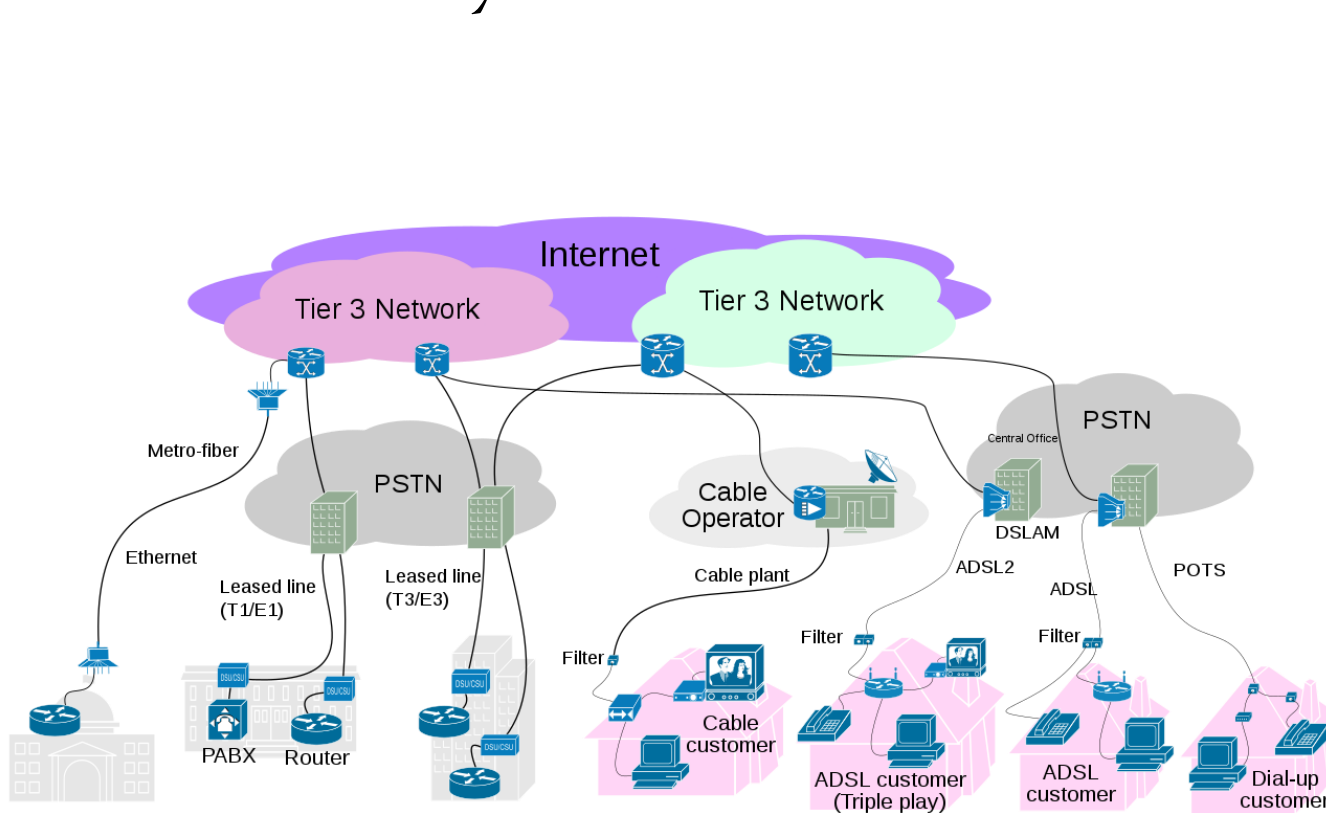 Internet
Tier 3 Network
Tier 3 Network
PSTN
Central Office
Metro-fiber
PSTN
Cable
Operator
DSLAM
Ethernet
Leased line
(T1/E1)
Leased line
(T3/E3)
Cable plant
ADSL2
ADSL
POTS
Filter
Filter
Filter
DSU/CSU
DSU/CSU
DSU/CSU
DSU/CSU
PABX
Router
Cable
customer
ADSL customer
(Triple play)
ADSL
customer
Dial-up
customer